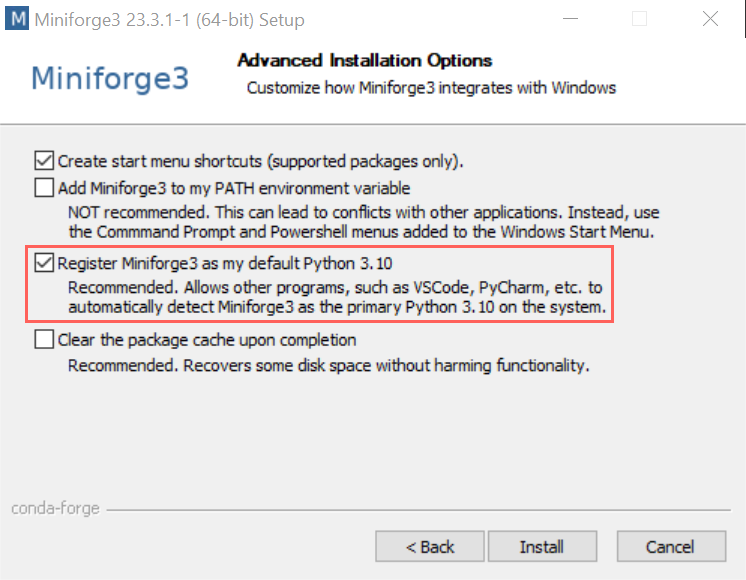 M Miniforge3 23.3.1-1 (64-bit) Setup
Miniforge3
Advanced Installation Options
Customize how Miniforge3 integrates with Windows
Create start menu shortcuts (supported packages only).
Add Miniforge3 to my PATH environment variable
NOT recommended. This can lead to conflicts with other applications. Instead, use
the Commmand Prompt and Powershell menus added to the Windows Start Menu.
Register Miniforge3 as my default Python 3.10
Recommended. Allows other programs, such as VSCode, PyCharm, etc. to
automatically detect Miniforge3 as the primary Python 3.10 on the system.
Clear the package cache upon completion
Recommended. Recovers some disk space without harming functionality.
conda-forge
< Back Install Cancel